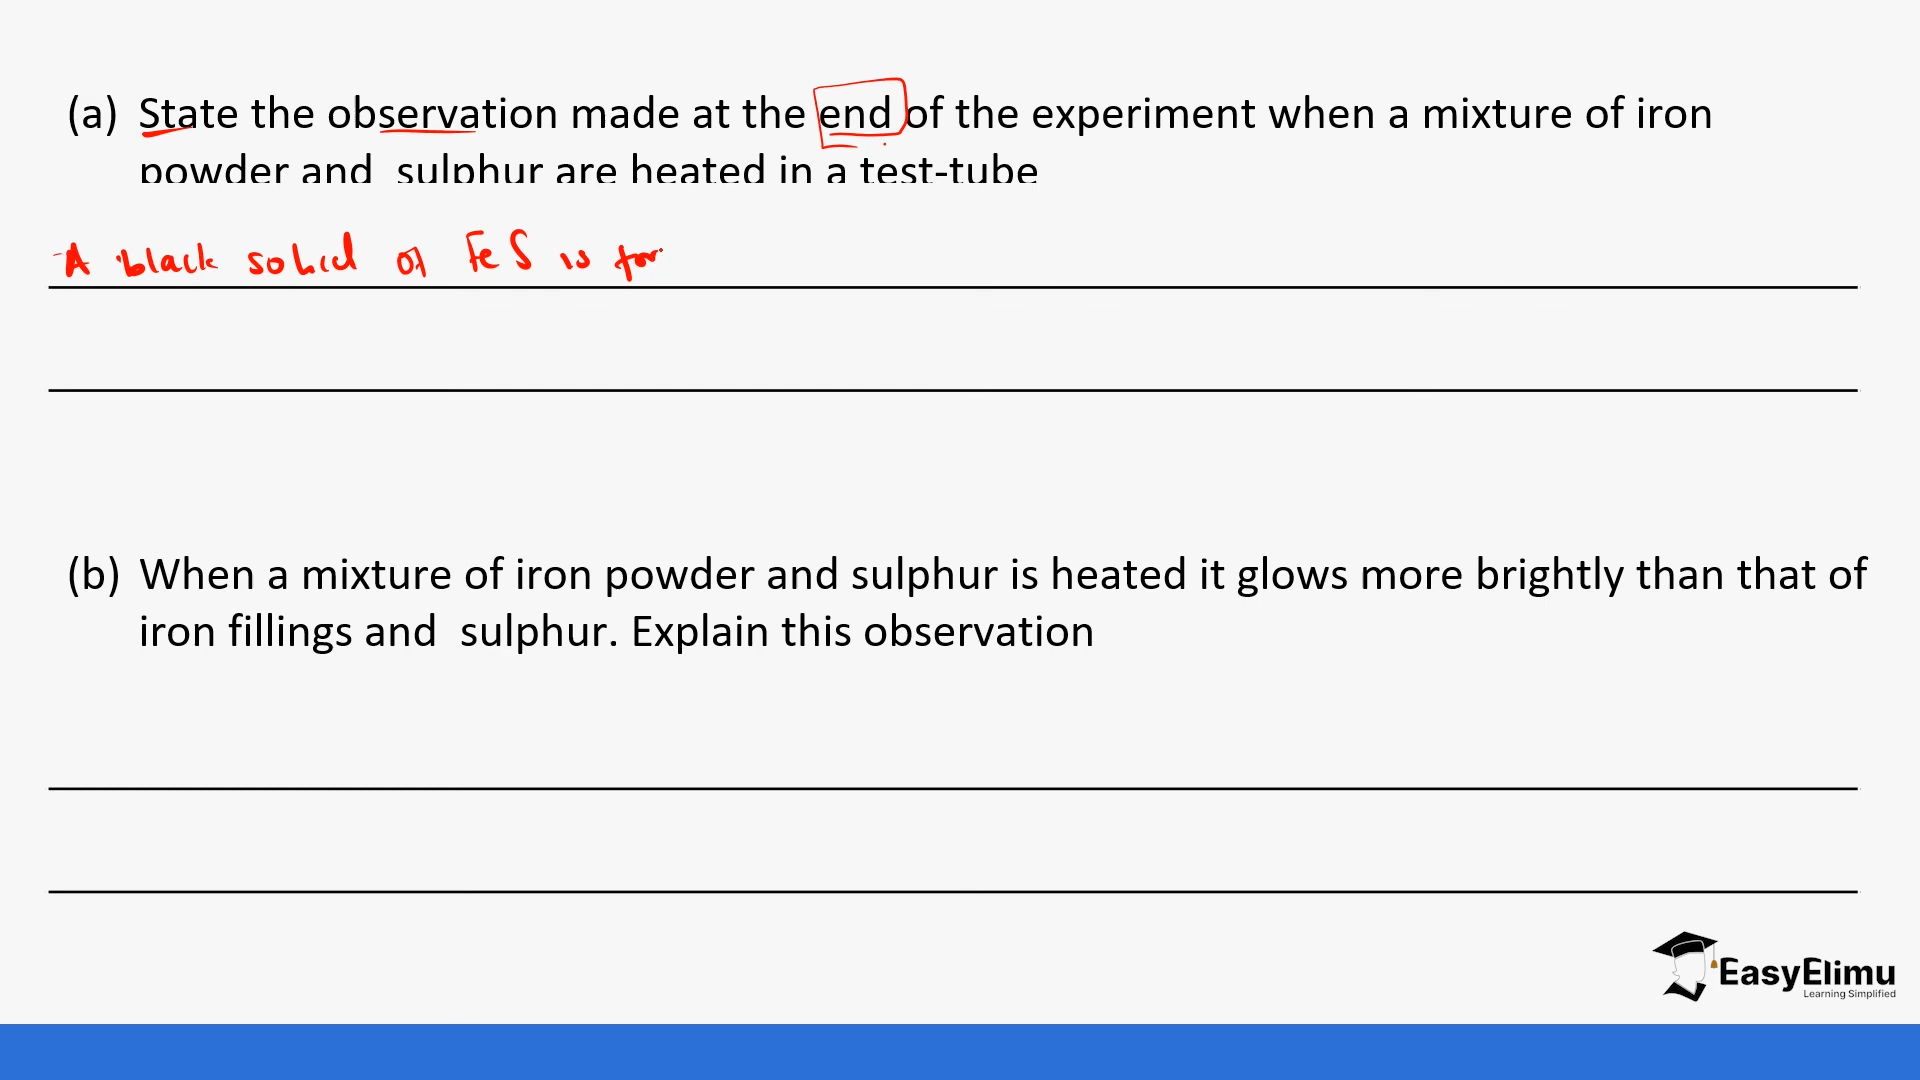 (a) State the observation made at the end of the experiment when a mixture of iron
powder and sulphur are heated in a test-tube
A black solid of FeS is for
(b) When a mixture of iron powder and sulphur is heated it glows more brightly than that of
iron fillings and sulphur. Explain this observation
EasyElimu
Learning Simplified